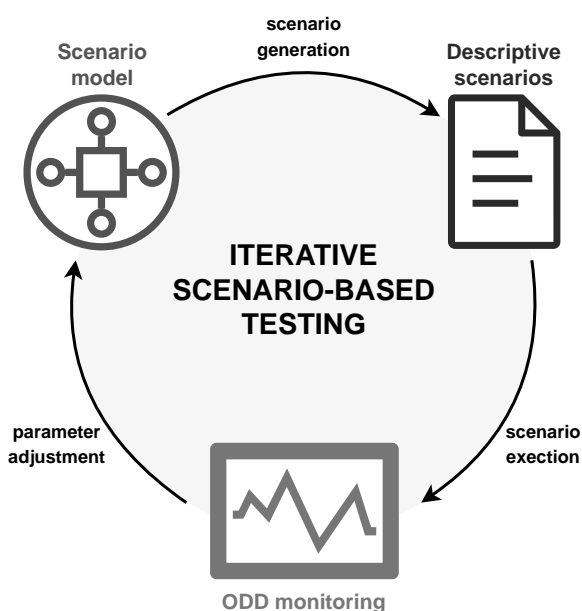 scenario
generation
Scenario
model
Descriptive
scenarios
ITERATIVE
SCENARIO-BASED
TESTING
parameter
adjustment
scenario
exection
ODD monitoring